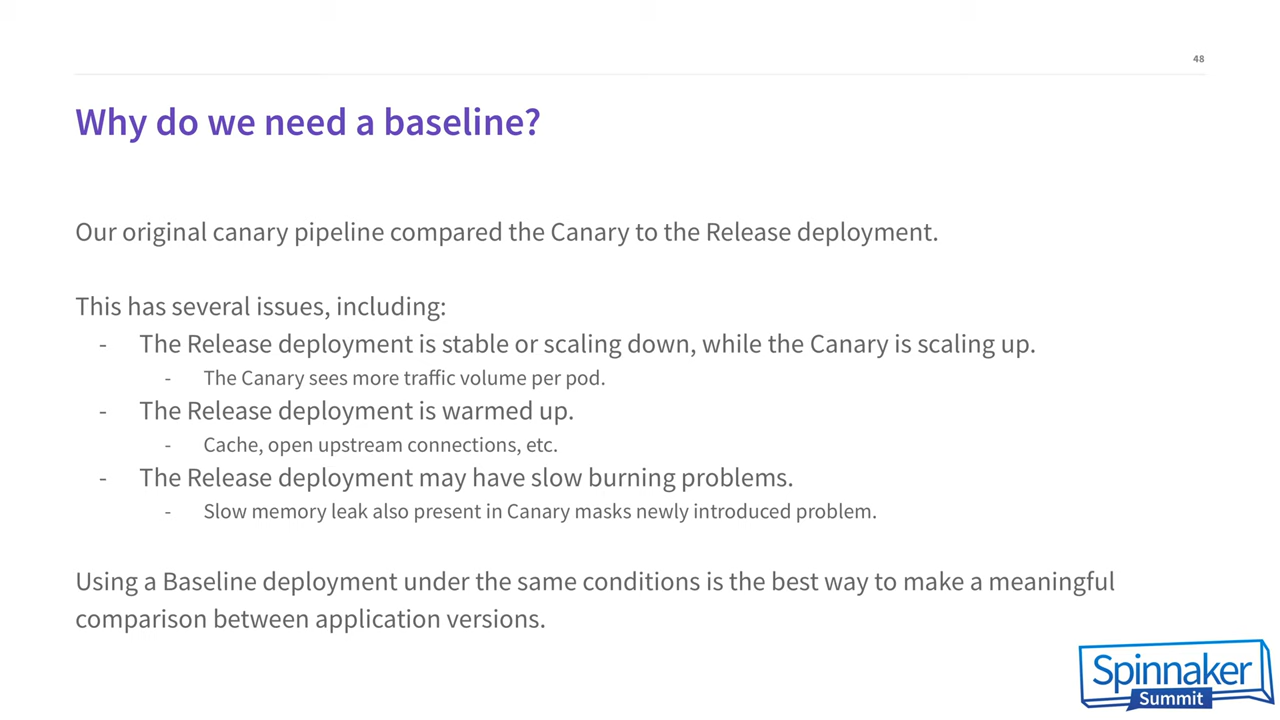 48
Why do we need a baseline?
Our original canary pipeline compared the Canary to the Release deployment.
This has several issues, including:
- The Release deployment is stable or scaling down, while the Canary is scaling up.
- The Canary sees more traffic volume per pod.
- The Release deployment is warmed up.
- Cache, open upstream connections, etc.
- The Release deployment may have slow burning problems.
- Slow memory leak also present in Canary masks newly introduced problem.
Using a Baseline deployment under the same conditions is the best way to make a meaningful
comparison between application versions.
Spinnaker
Summit